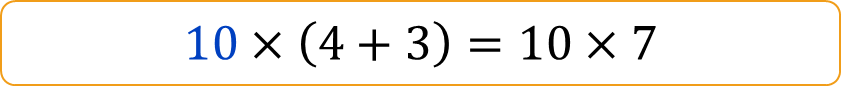 10 × (4 + 3) = 10 × 7